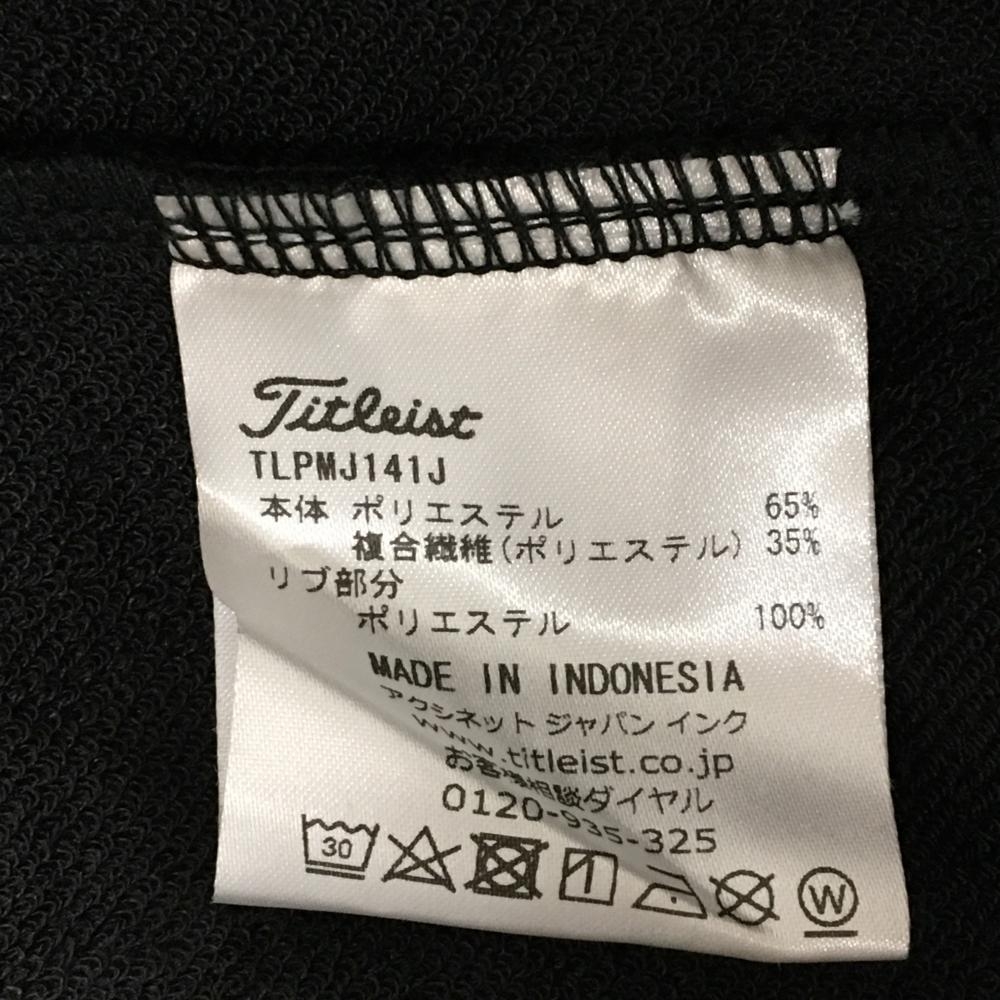 Titleist
TLPMJ141J
本体 ポリエステル 65%
複合繊維(ポリエステル) 35%
リブ部分
ポリエステル 100%
MADE IN INDONESIA
アクシネット ジャパン インク
www.titleist.co.jp
お客様相談ダイヤル
0120-935-325
30
W